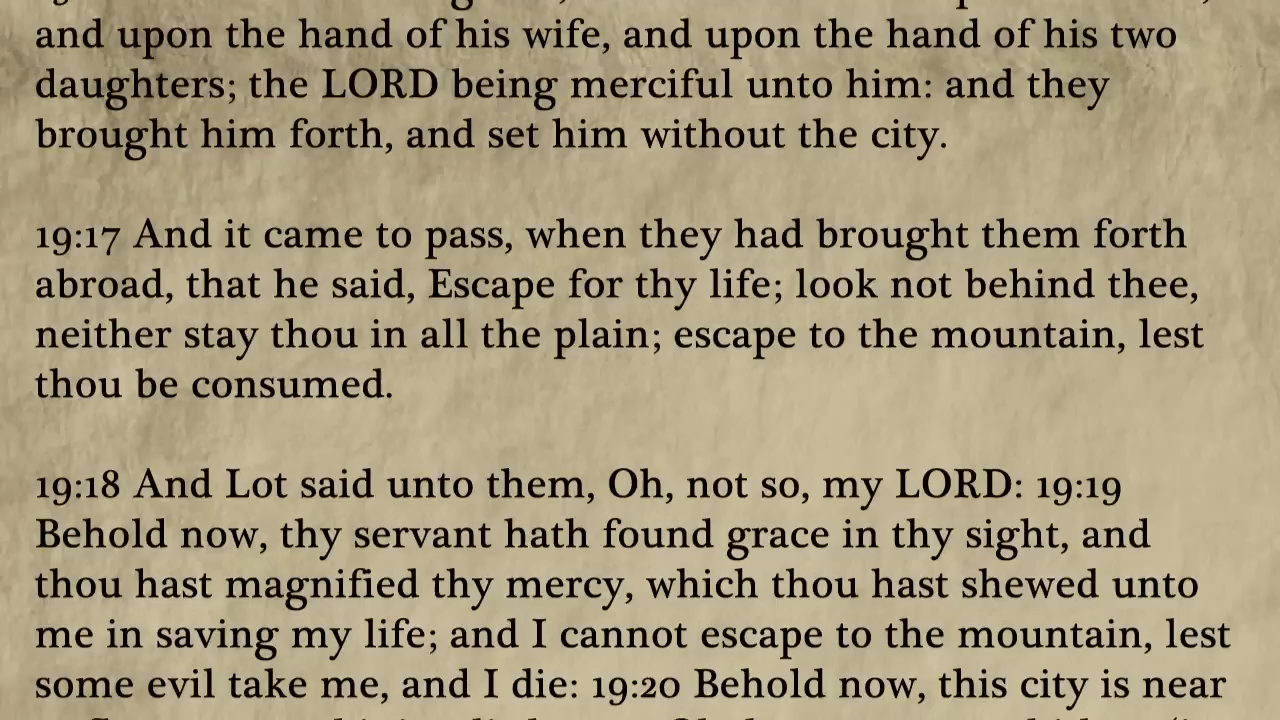 and upon the hand of his wife, and upon the hand of his two
daughters; the LORD being merciful unto him: and they
brought him forth, and set him without the city.
19:17 And it came to pass, when they had brought them forth
abroad, that he said, Escape for thy life; look not behind thee,
neither stay thou in all the plain; escape to the mountain, lest
thou be consumed.
19:18 And Lot said unto them, Oh, not so, my LORD: 19:19
Behold now, thy servant hath found grace in thy sight, and
thou hast magnified thy mercy, which thou hast shewed unto
me in saving my life; and I cannot escape to the mountain, lest
some evil take me, and I die: 19:20 Behold now, this city is near